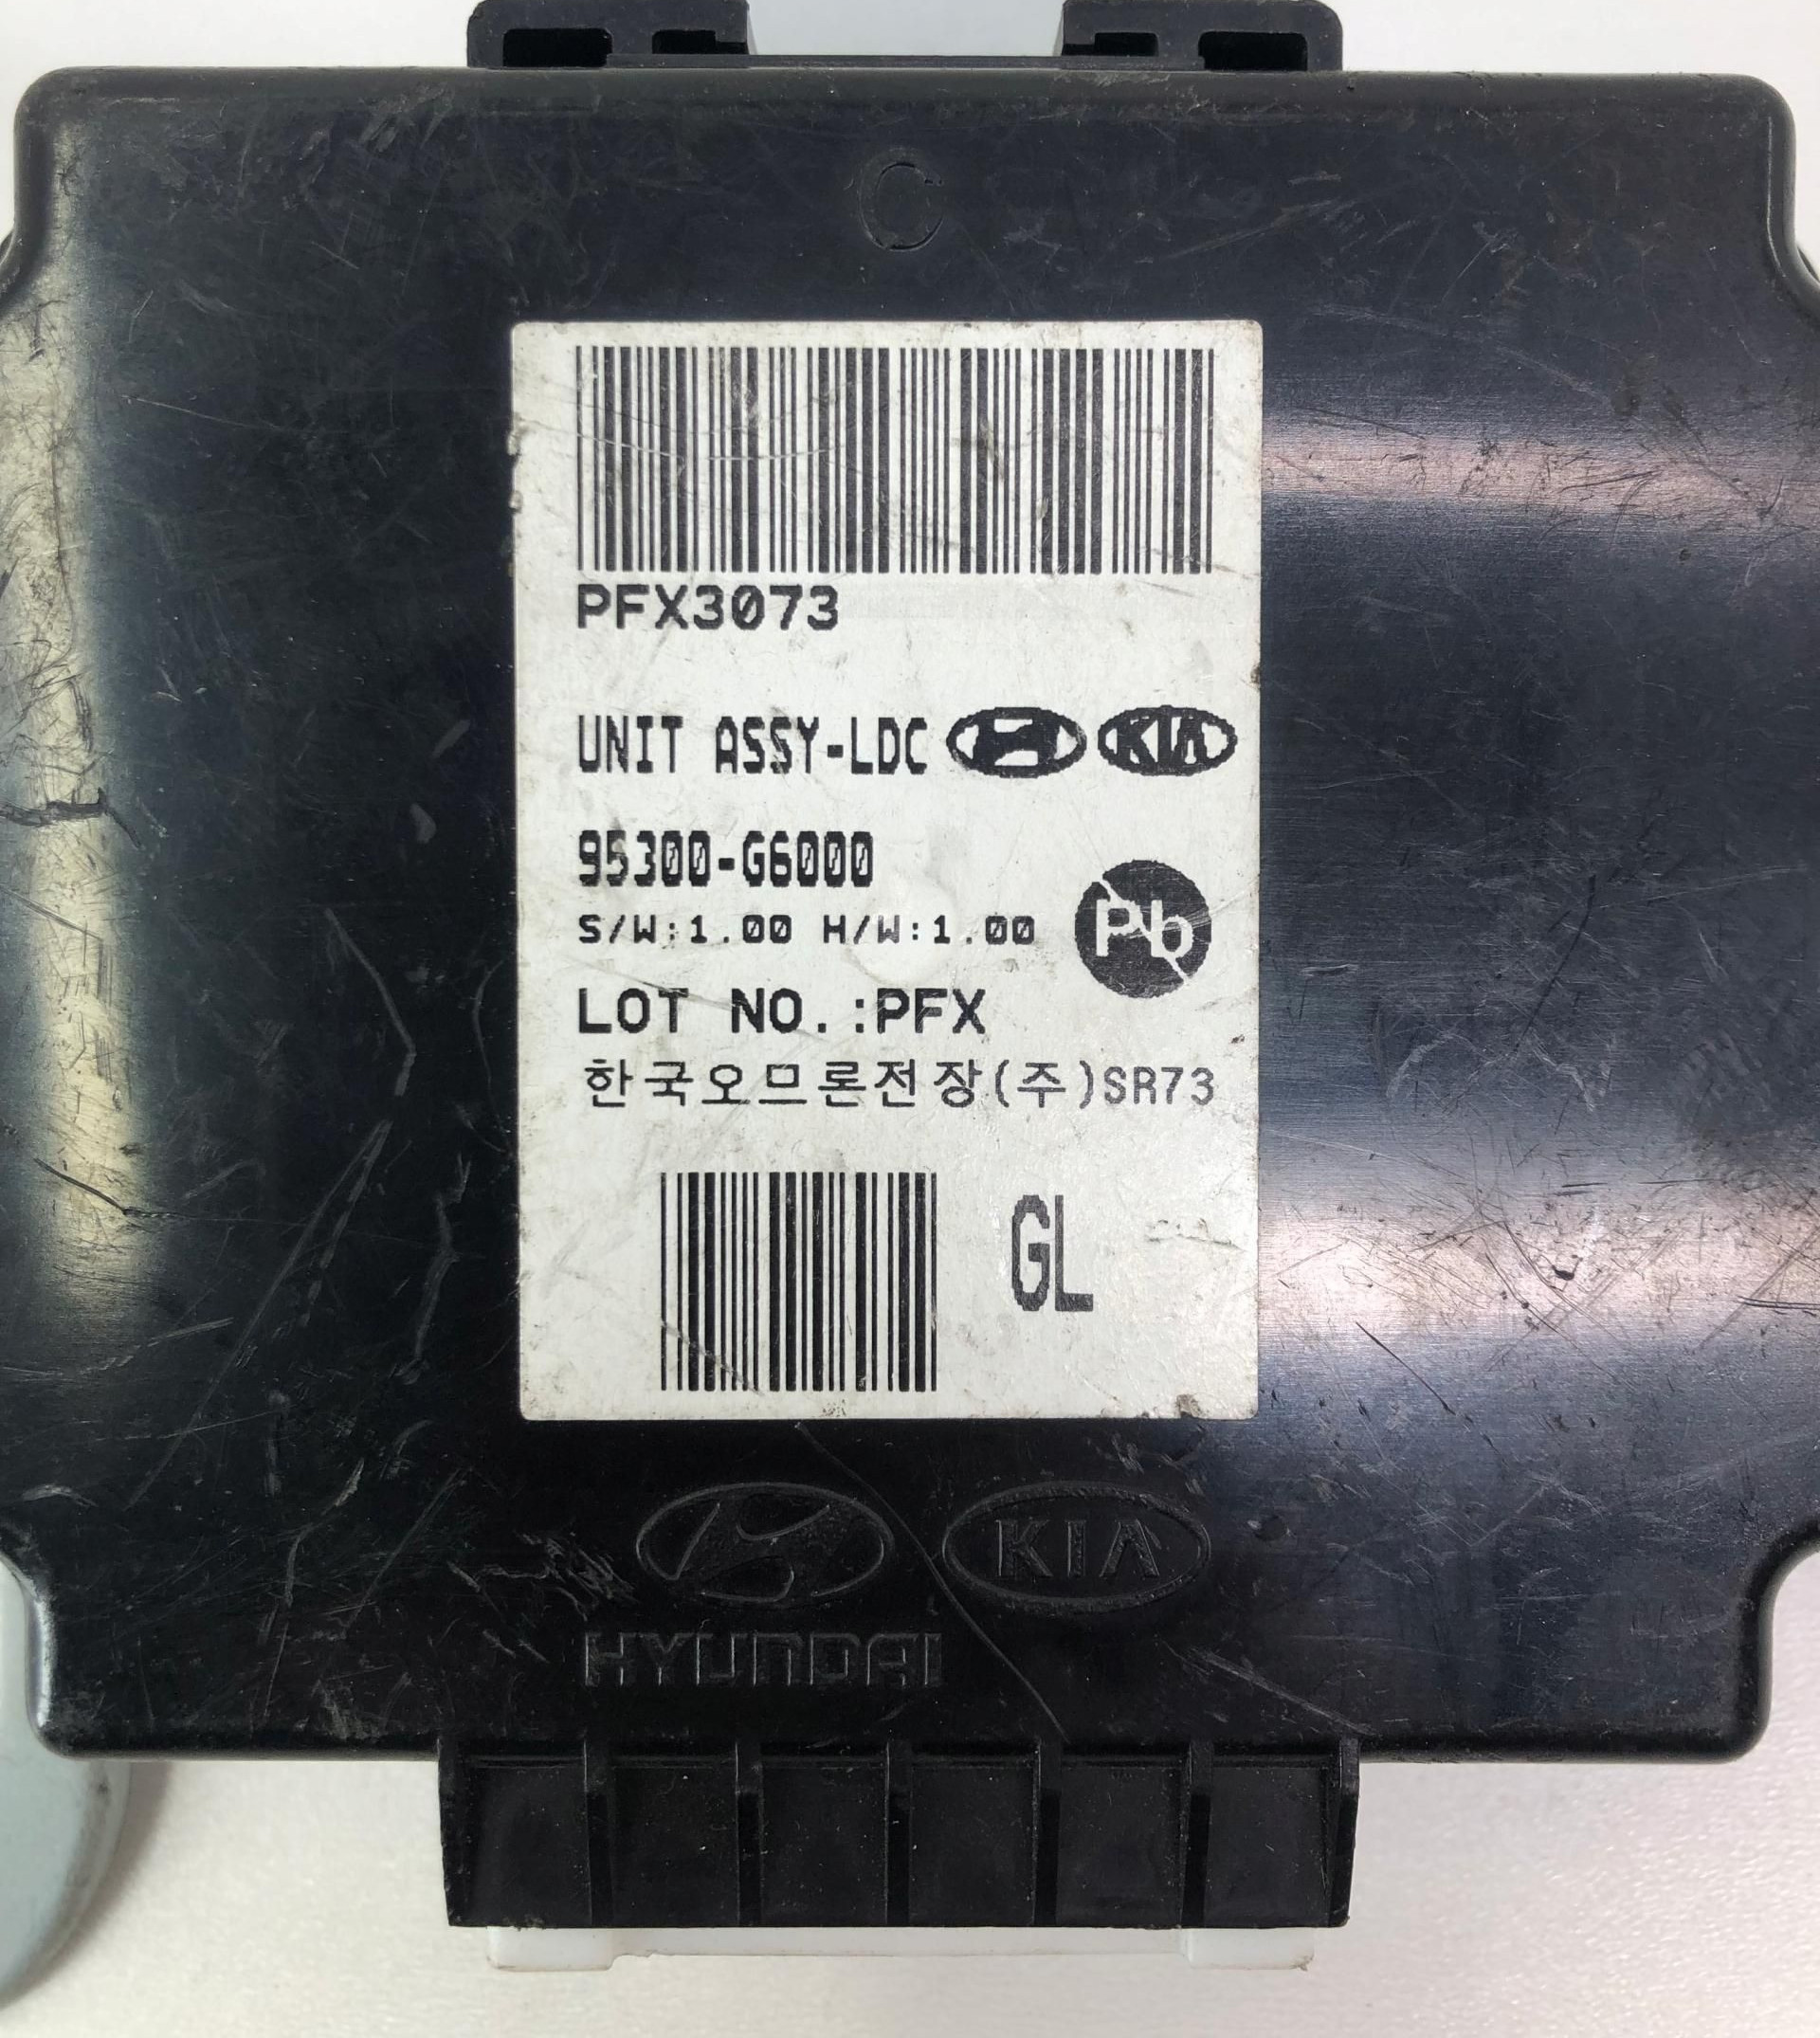 C
PFX3073
UNIT ASSY-LDC KIA
95300-G6000
S/W:1.00 H/W:1.00
Pb
LOT NO.:PFX
한국오므론전장(주)SR73
GL
KIA
HYUNDAI